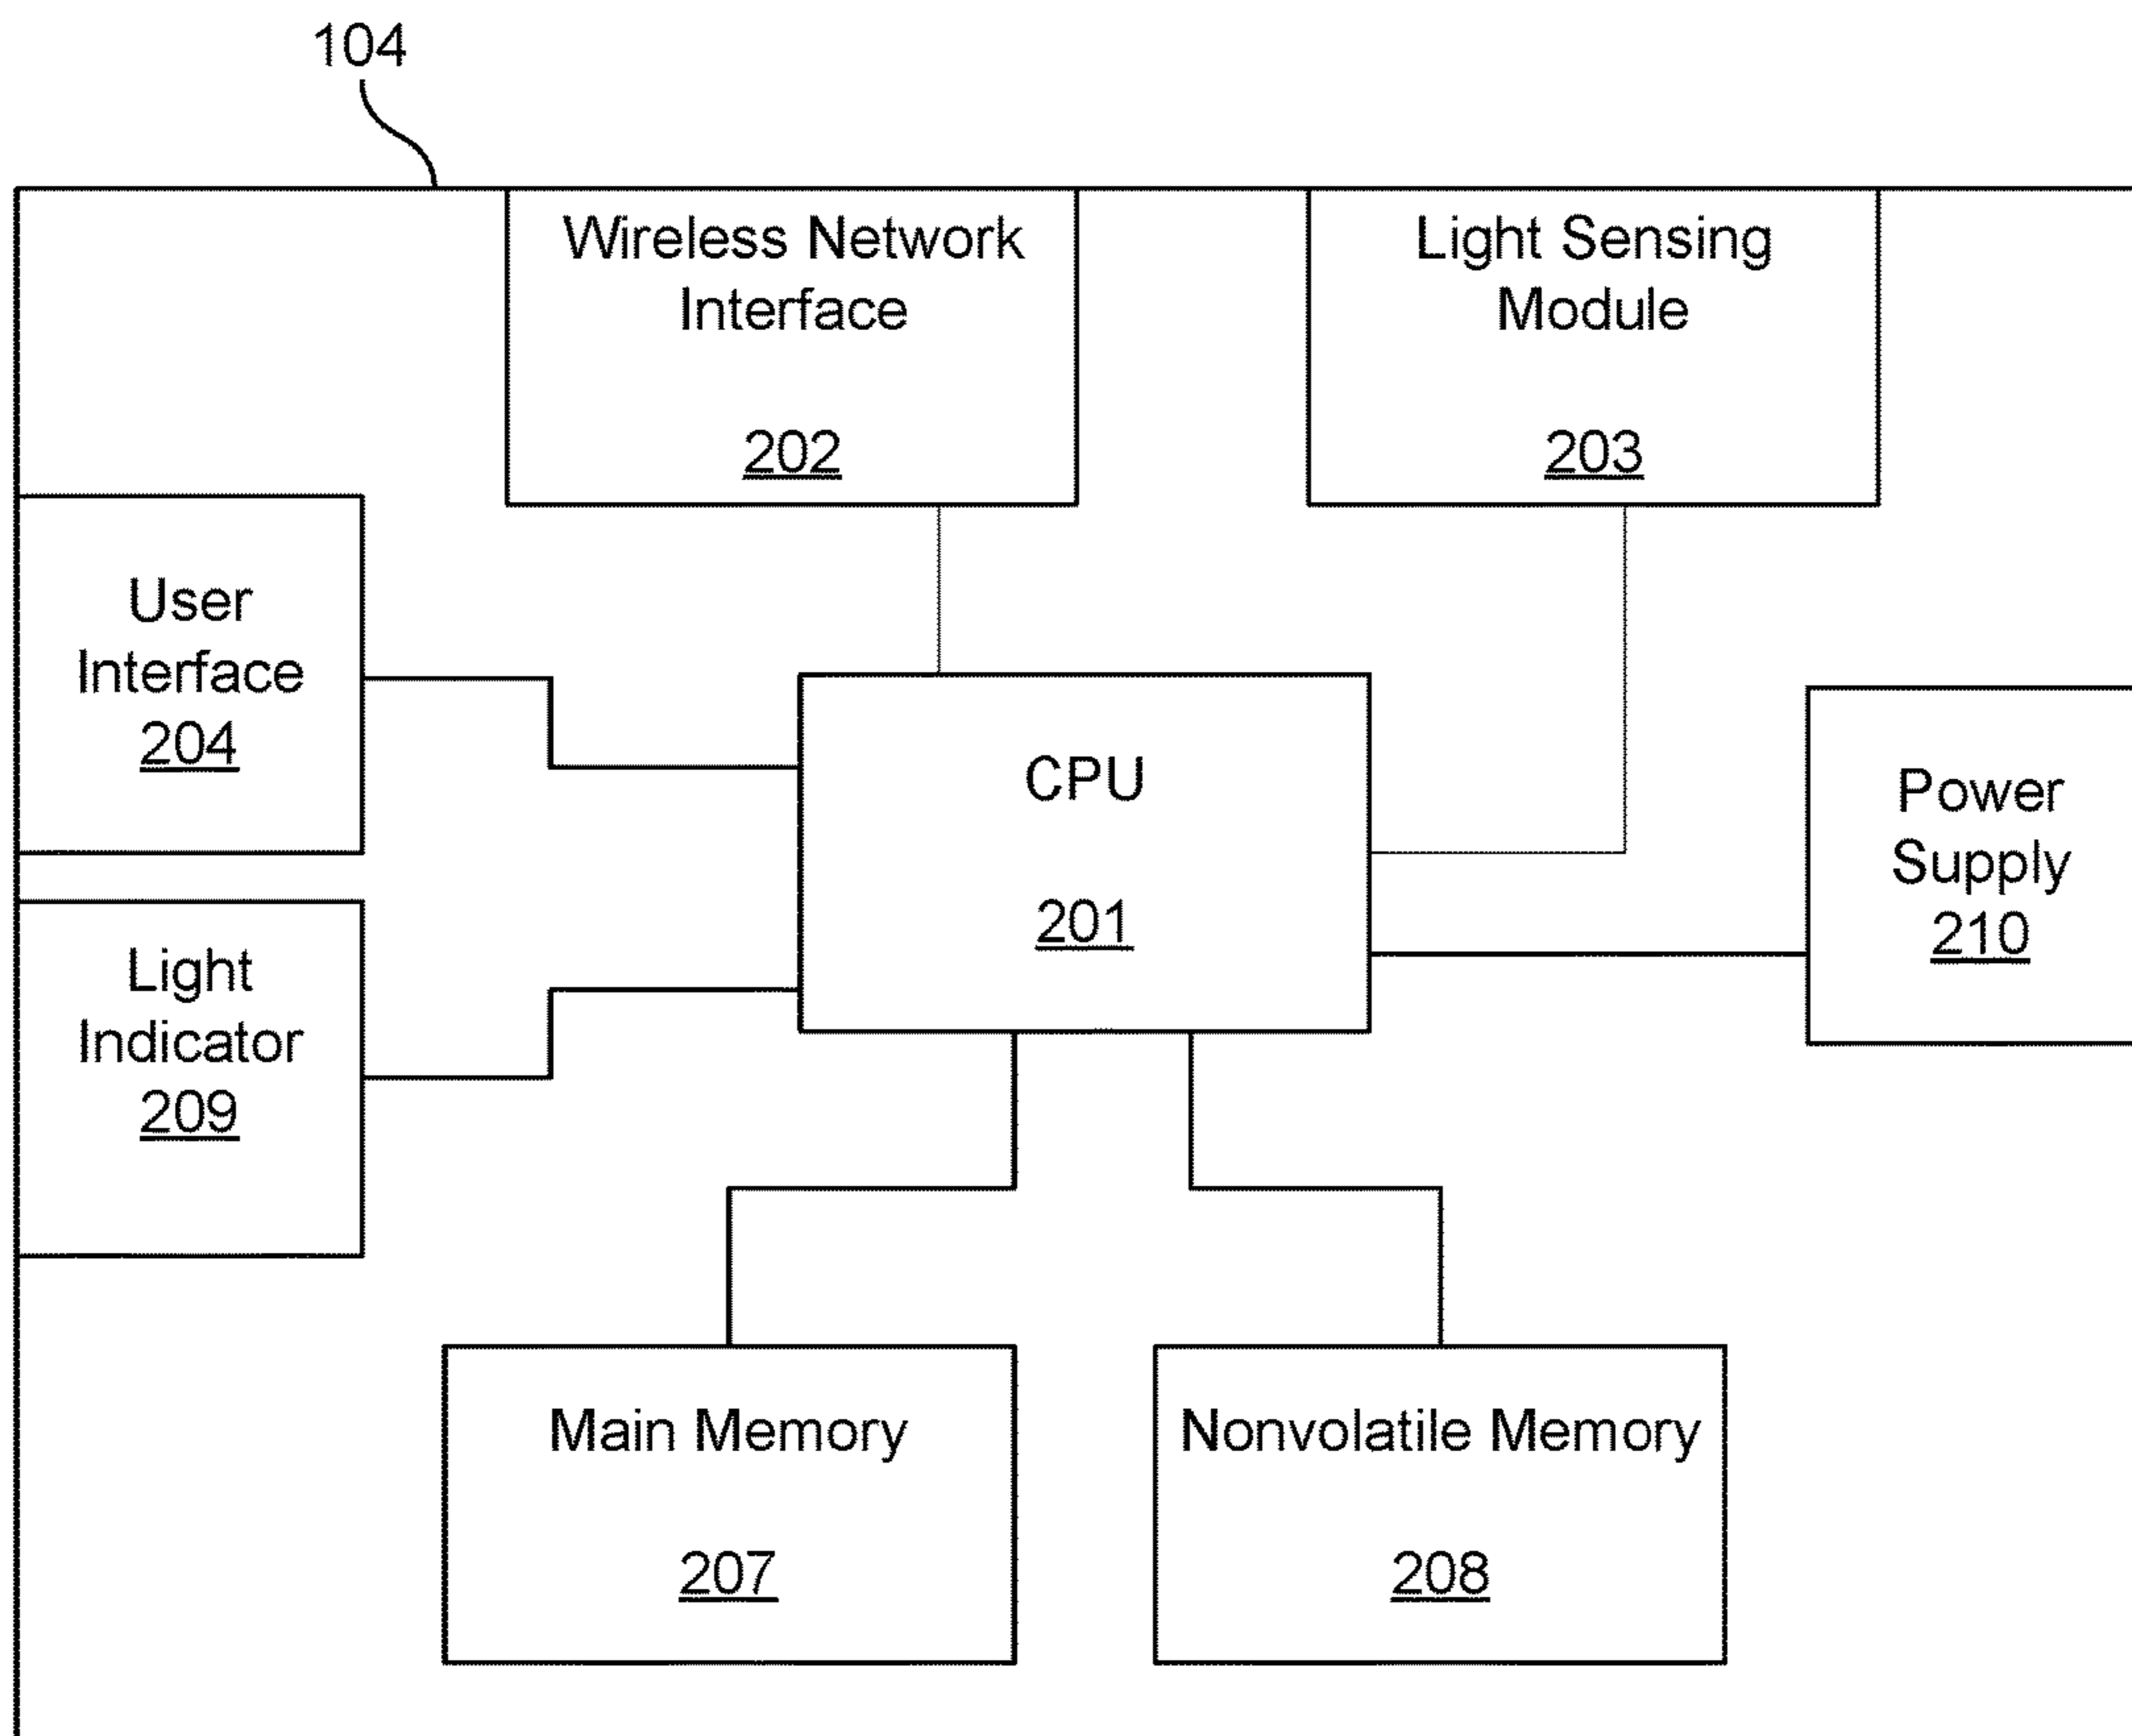 104
Wireless Network
Interface
202
Light Sensing
Module
203
User
Interface
204
CPU
201
Power
Supply
210
Light
Indicator
209
Main Memory
207
Nonvolatile Memory
208